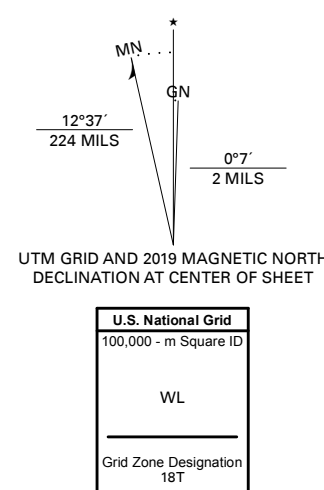 ★
MN
GN
12°37´
224 MILS
0°7´
2 MILS
UTM GRID AND 2019 MAGNETIC NORTH
DECLINATION AT CENTER OF SHEET
U.S. National Grid
100,000 - m Square ID
WL
Grid Zone Designation
18T